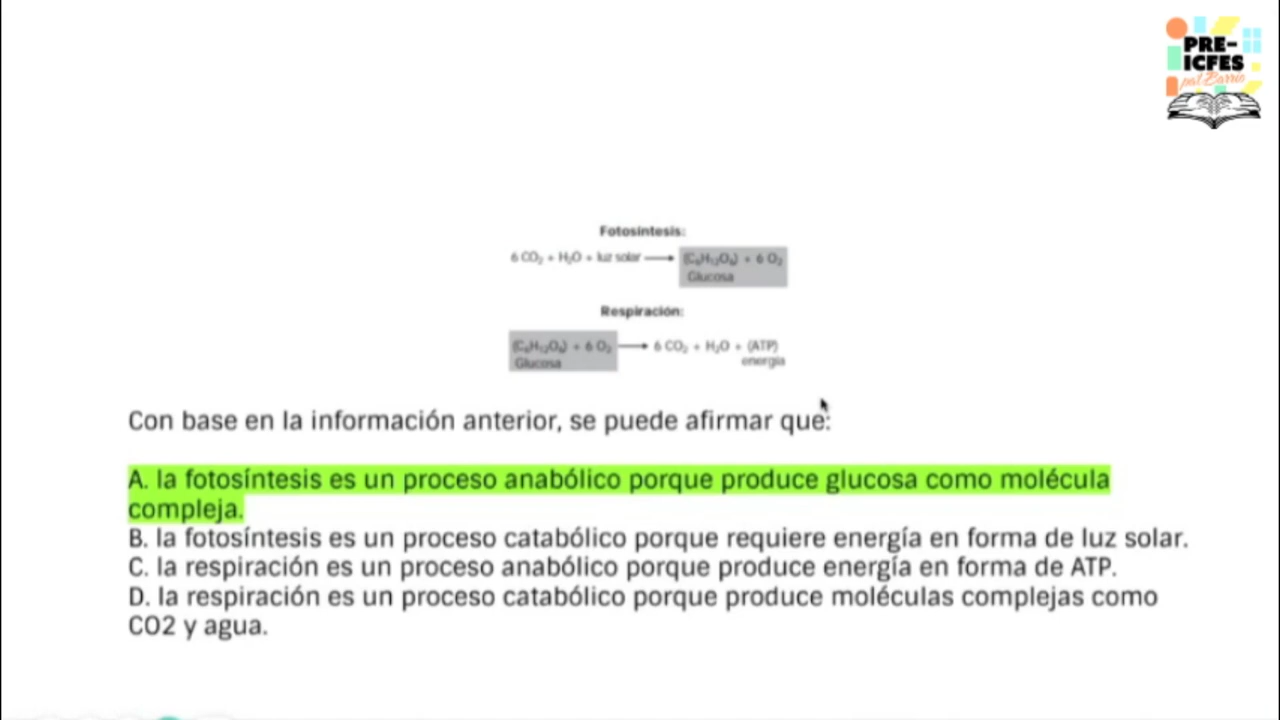 PRE-
ICFES
pa'l Barrio
Fotosíntesis:
6 CO₂ + H₂O + luz solar ⟶ (C₆H₁₂O₆) + 6 O₂
Glucosa
Respiración:
(C₆H₁₂O₆) + 6 O₂ ⟶ 6 CO₂ + H₂O + (ATP)
Glucosa energía
Con base en la información anterior, se puede afirmar que:
A. la fotosíntesis es un proceso anabólico porque produce glucosa como molécula
compleja.
B. la fotosíntesis es un proceso catabólico porque requiere energía en forma de luz solar.
C. la respiración es un proceso anabólico porque produce energía en forma de ATP.
D. la respiración es un proceso catabólico porque produce moléculas complejas como
CO2 y agua.